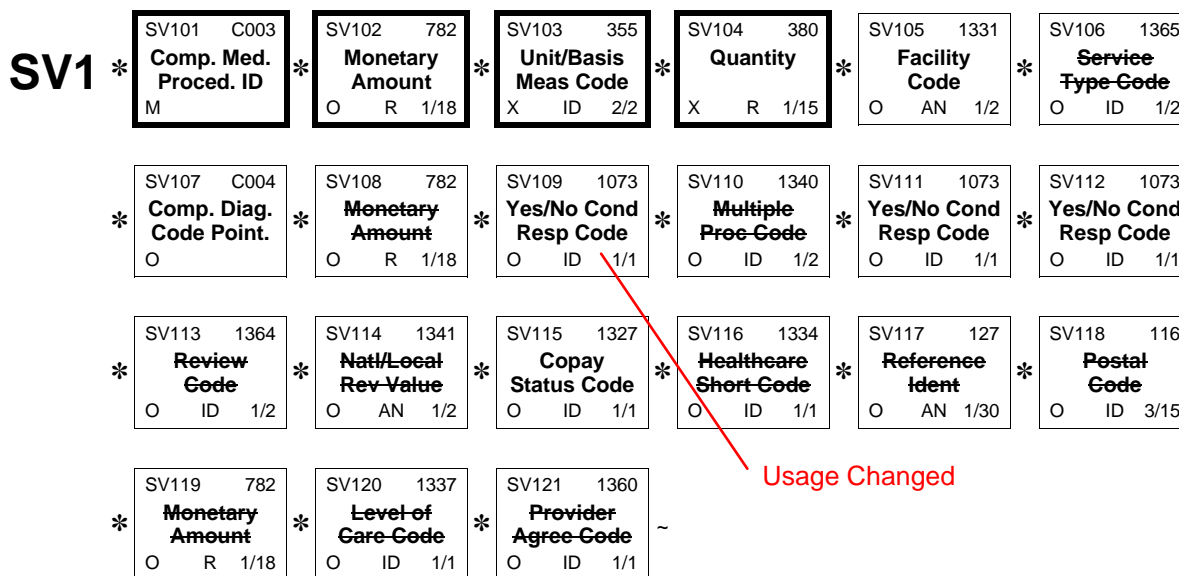 SV101 C003 SV102 782 SV103 355 SV104 380 SV105 1331 SV106 1365
SV1 * Comp. Med. * Monetary * Unit/Basis * Quantity * Facility * Service
Proced. ID Amount Meas Code Code Type Code
M O R 1/18 X ID 2/2 X R 1/15 O AN 1/2 O ID 1/2
SV107 C004 SV108 782 SV109 1073 SV110 1340 SV111 1073 SV112 1073
* Comp. Diag. * Monetary * Yes/No Cond * Multiple * Yes/No Cond * Yes/No Cond
Code Point. Amount Resp Code Proc Code Resp Code Resp Code
O O R 1/18 O ID 1/1 O ID 1/2 O ID 1/1 O ID 1/1
SV113 1364 SV114 1341 SV115 1327 SV116 1334 SV117 127 SV118 116
* Review * Natl/Local * Copay * Healthcare * Reference * Postal
Code Rev Value Status Code Short Code Ident Code
O ID 1/2 O AN 1/2 O ID 1/1 O ID 1/1 O AN 1/30 O ID 3/15
Usage Changed
SV119 782 SV120 1337 SV121 1360
* Monetary * Level of * Provider ~
Amount Care Code Agree Code
O R 1/18 O ID 1/1 O ID 1/1